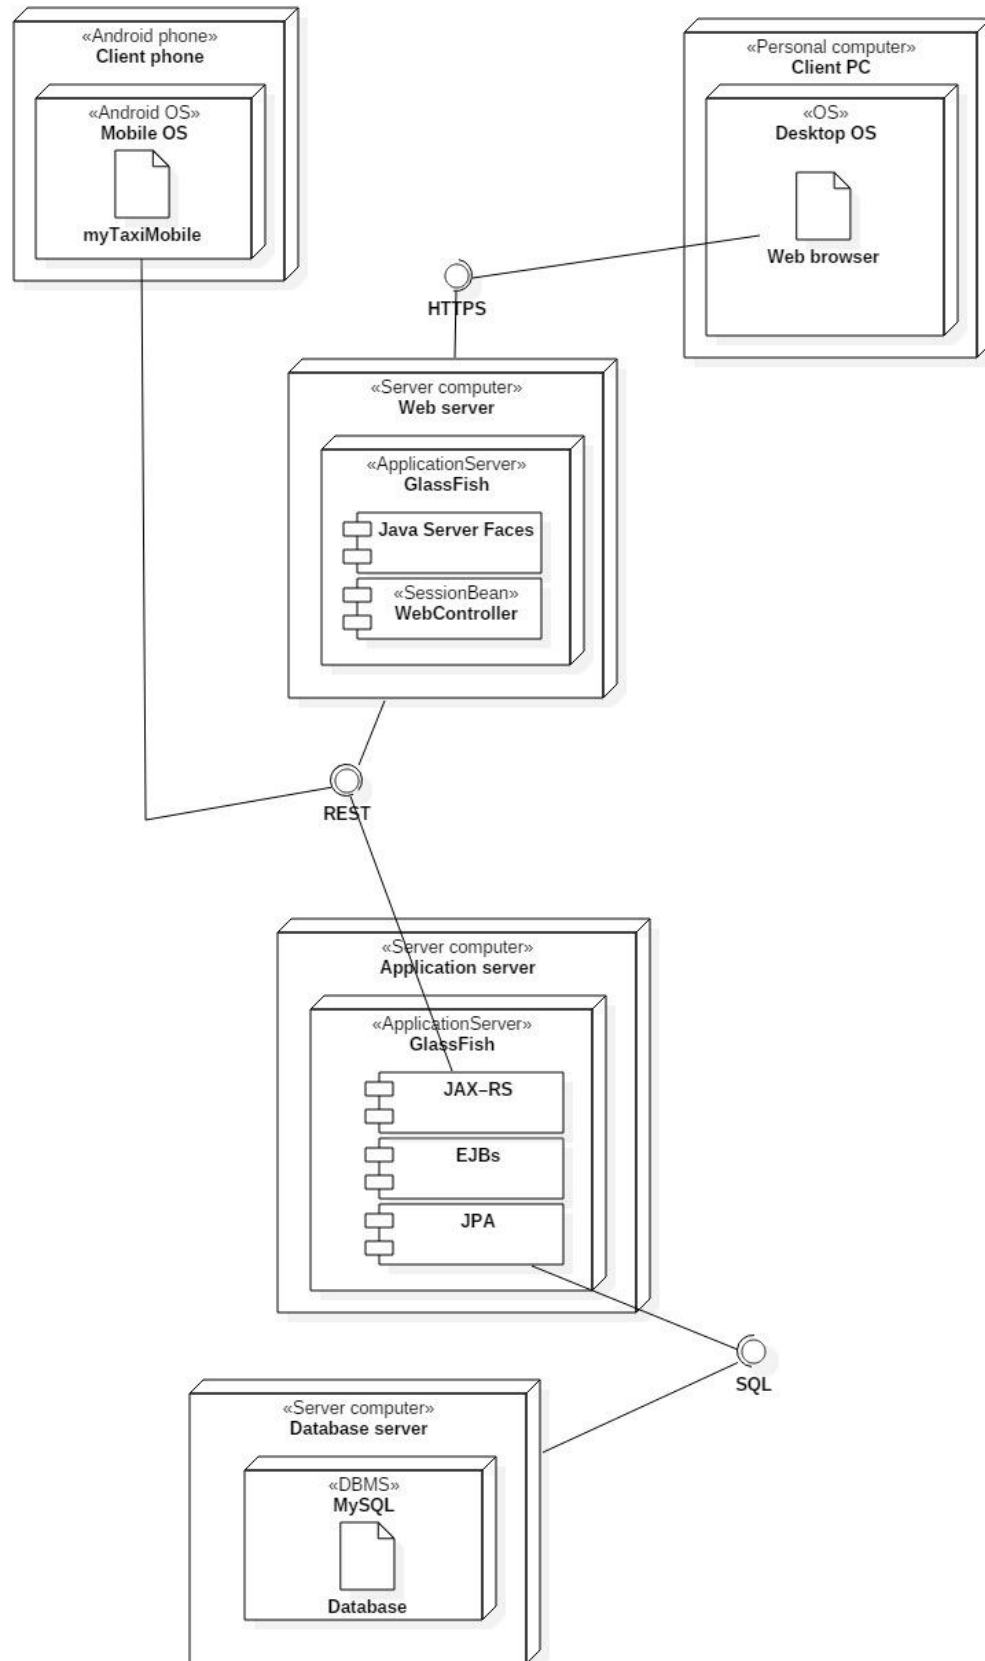 «Android phone»
Client phone
«Android OS»
Mobile OS
myTaxiMobile
«Personal computer»
Client PC
«OS»
Desktop OS
Web browser
HTTPS
«Server computer»
Web server
«ApplicationServer»
GlassFish
Java Server Faces
«SessionBean»
WebController
REST
«Server computer»
Application server
«ApplicationServer»
GlassFish
JAX–RS
EJBs
JPA
SQL
«Server computer»
Database server
«DBMS»
MySQL
Database